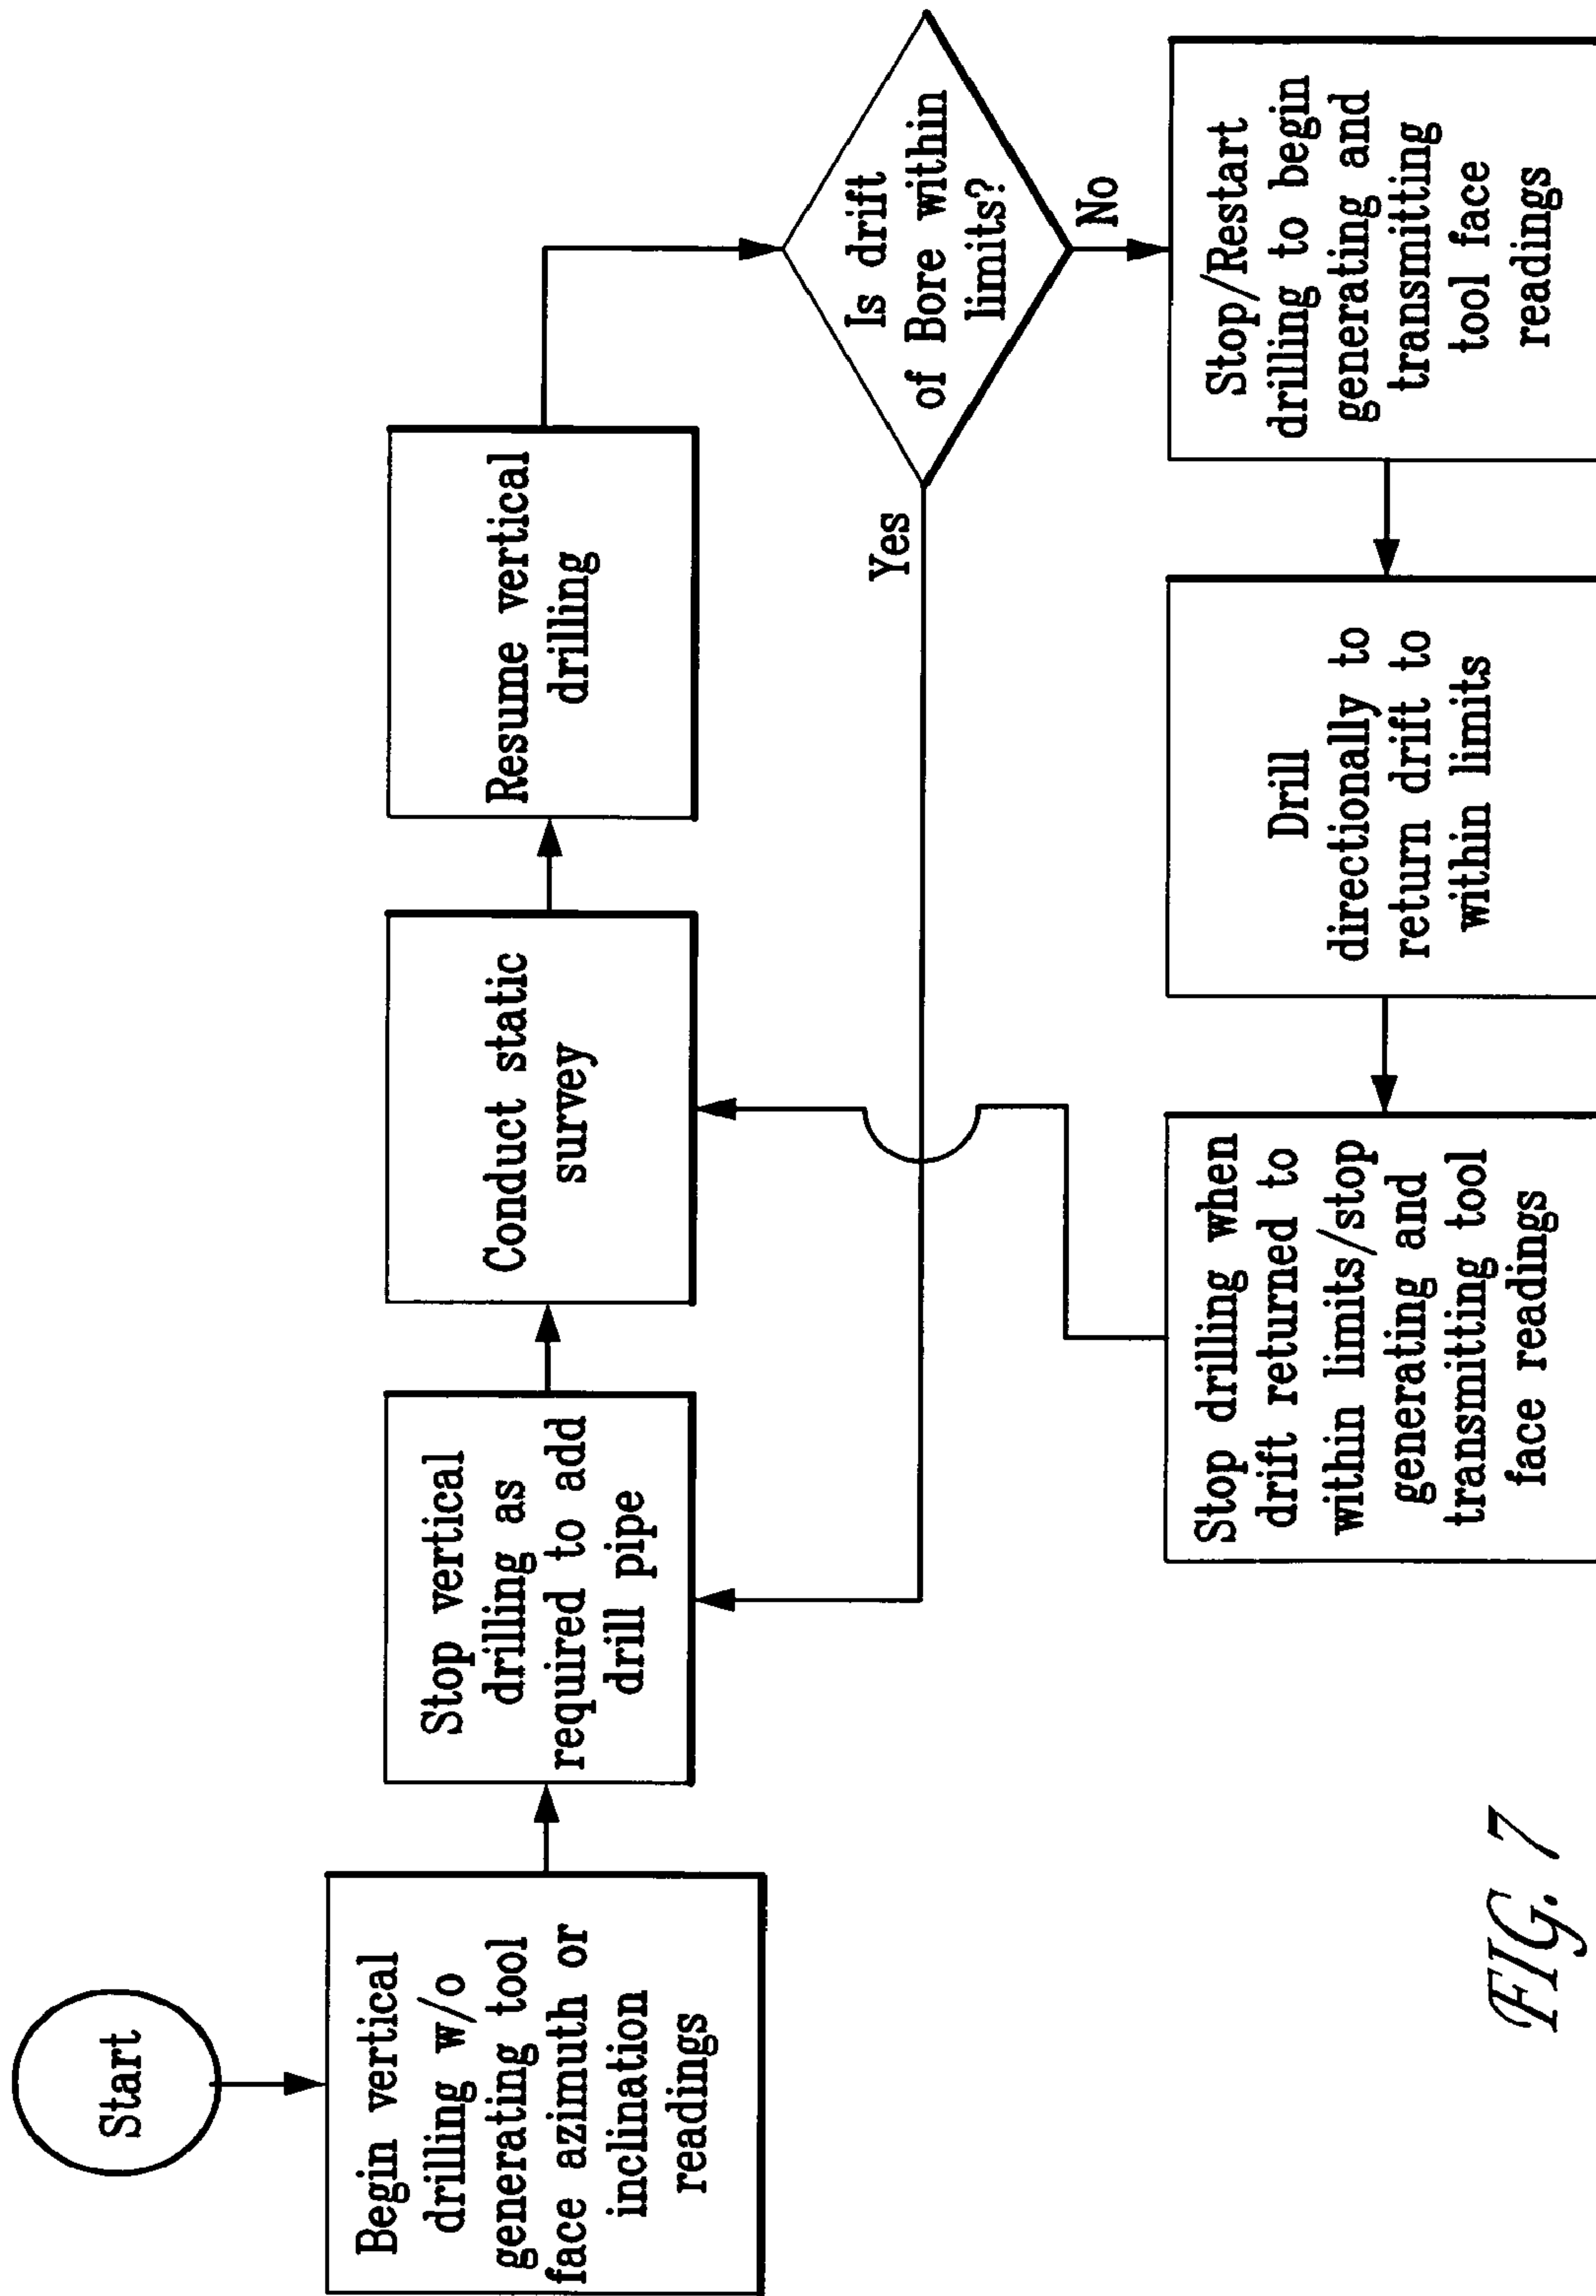 Start
Begin vertical
drilling w/o
generating tool
face azimuth or
inclination
readings
Stop vertical
drilling as
required to add
drill pipe
Conduct static
survey
Resume vertical
drilling
Is drift
of Bore within
limits?
Yes
No
Stop/Restart
drilling to begin
generating and
transmitting
tool face
readings
Drill
directionally to
return drift to
within limits
Stop drilling when
drift returned to
within limits/stop
generating and
transmitting tool
face readings
FIG. 7